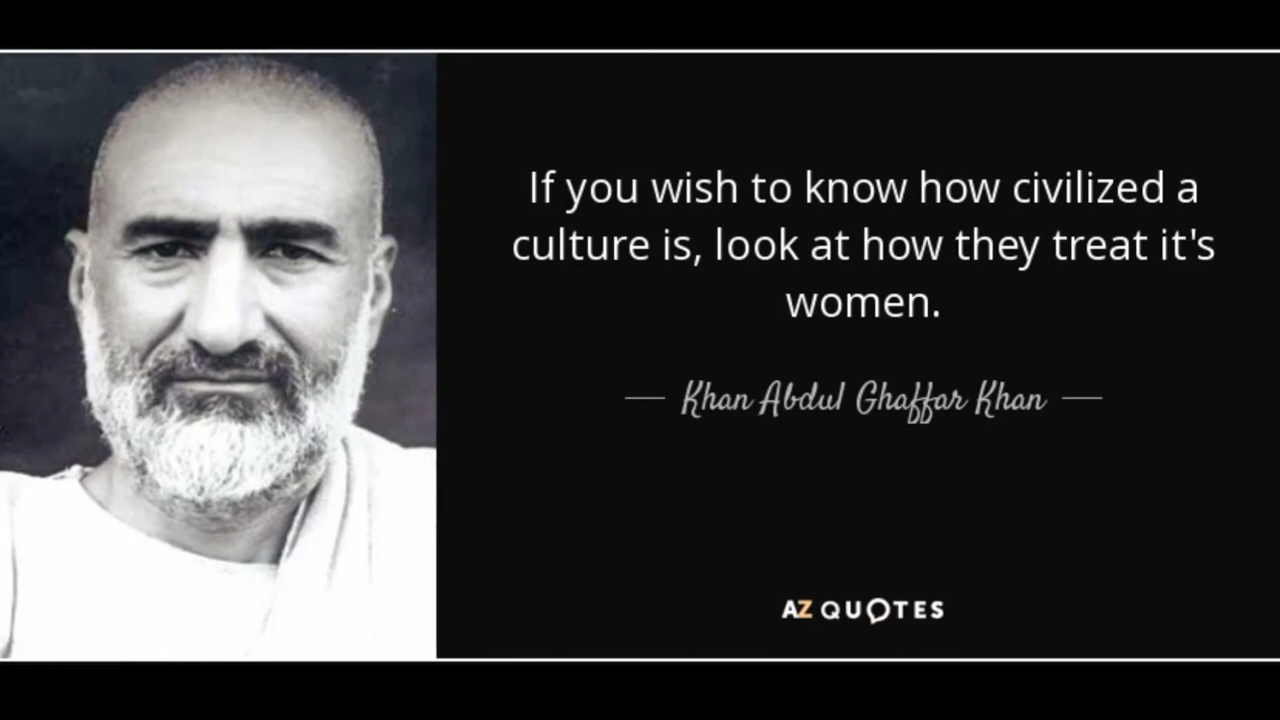 If you wish to know how civilized a
culture is, look at how they treat it's
women.
— Khan Abdul Ghaffar Khan —
AZ QUOTES